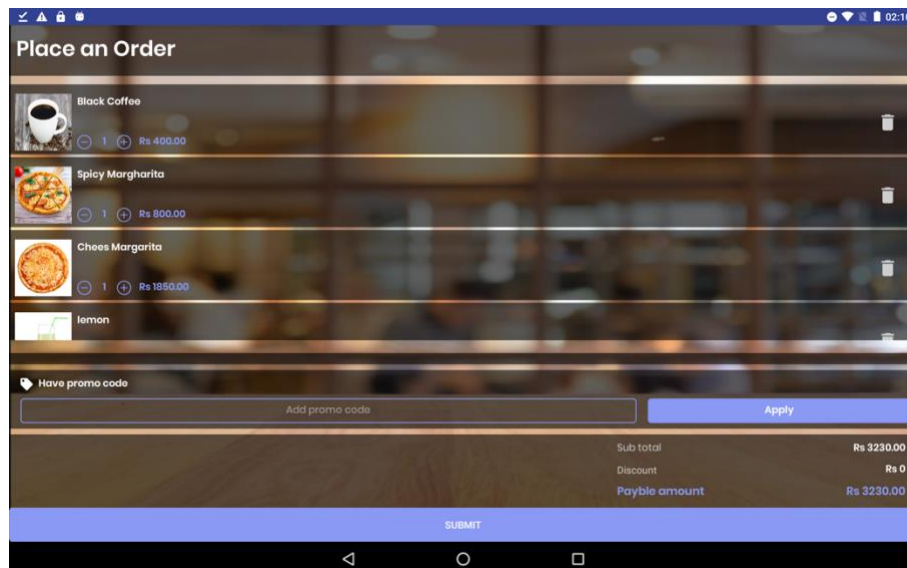 02:10
Place an Order
Black Coffee
1 Rs 400.00
Spicy Margharita
1 Rs 800.00
Chees Margarita
1 Rs 1850.00
lemon
Have promo code
Add promo code
Apply
Sub total Rs 3230.00
Discount Rs 0
Payble amount Rs 3230.00
SUBMIT